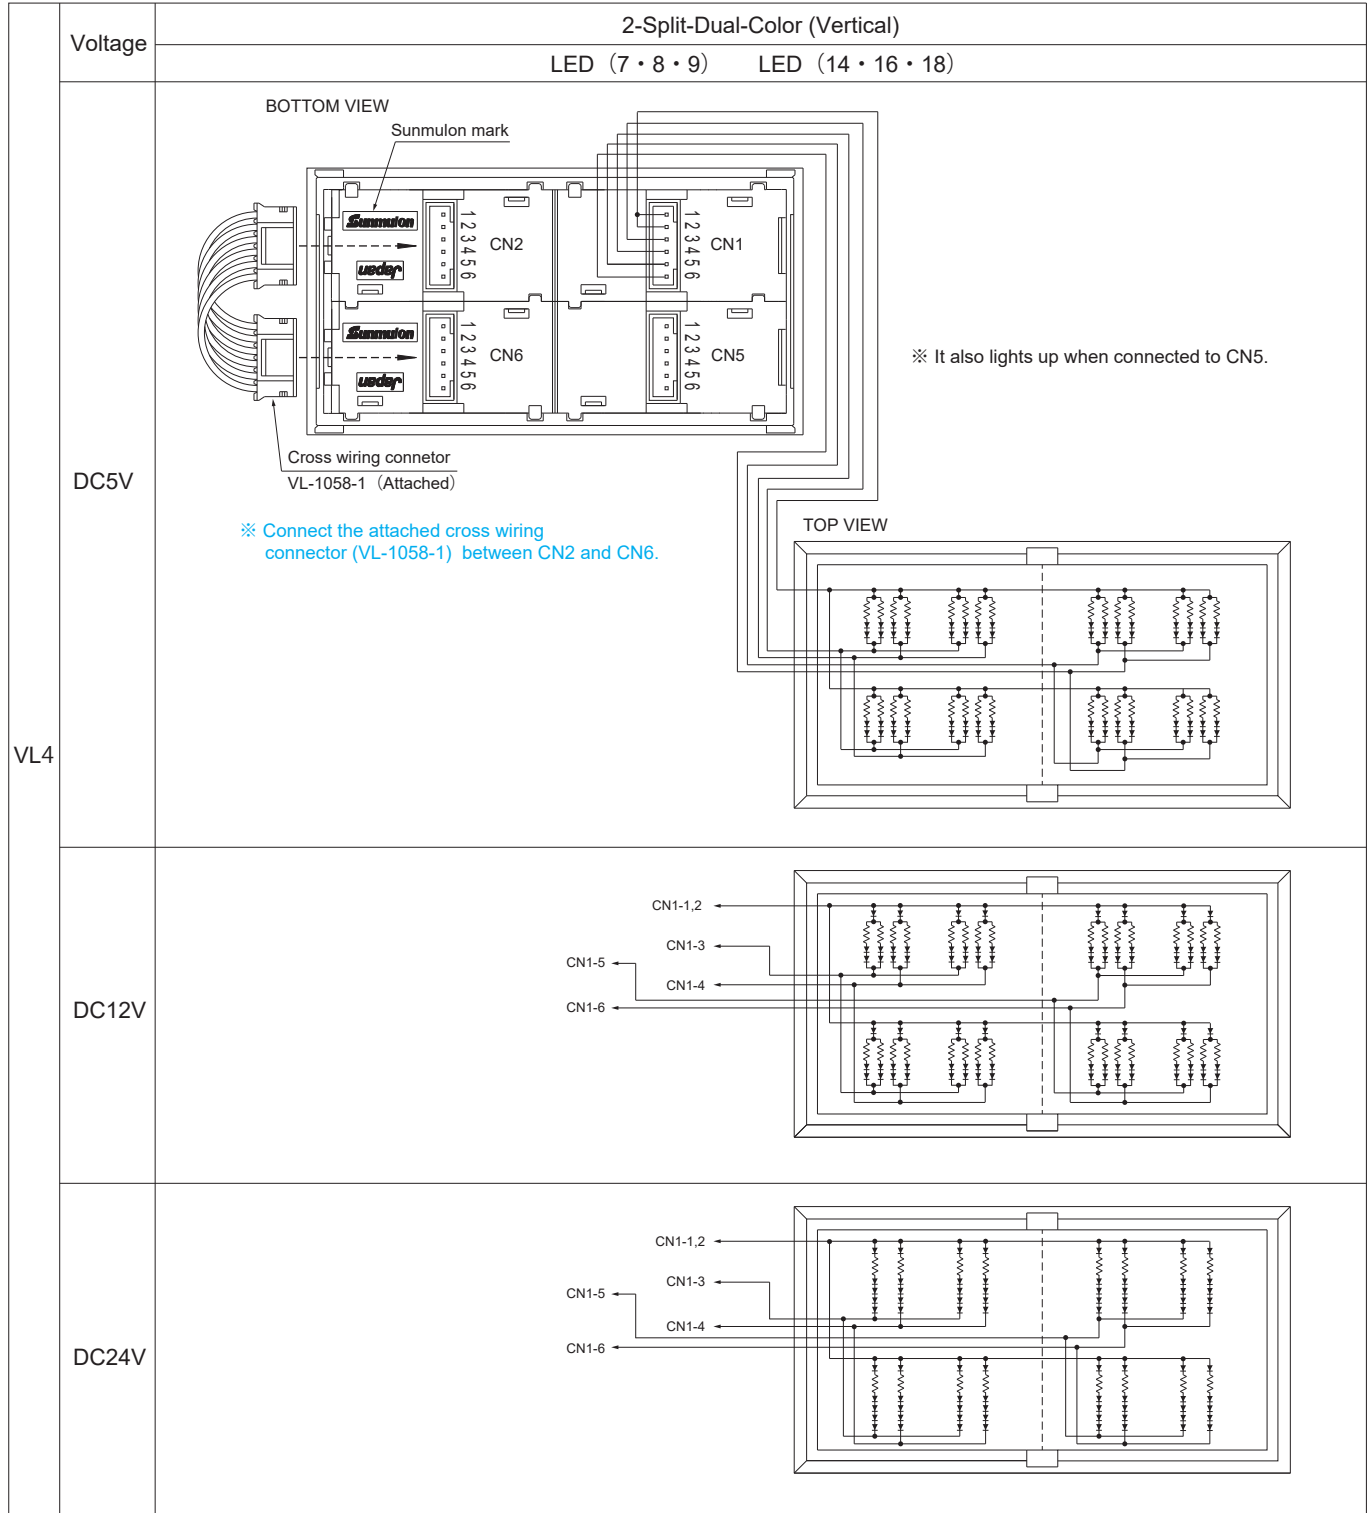 Voltage
2-Split-Dual-Color (Vertical)
LED（7・8・9） LED（14・16・18）
VL4
DC5V
BOTTOM VIEW
Sunmulon mark
Sunmulon
Japan
CN2
1 2 3 4 5 6
CN1
1 2 3 4 5 6
Sunmulon
Japan
CN6
1 2 3 4 5 6
CN5
1 2 3 4 5 6
※ It also lights up when connected to CN5.
Cross wiring connetor
VL-1058-1（Attached）
※ Connect the attached cross wiring
connector (VL-1058-1) between CN2 and CN6.
TOP VIEW
DC12V
CN1-1,2
CN1-3
CN1-5
CN1-4
CN1-6
DC24V
CN1-1,2
CN1-3
CN1-5
CN1-4
CN1-6